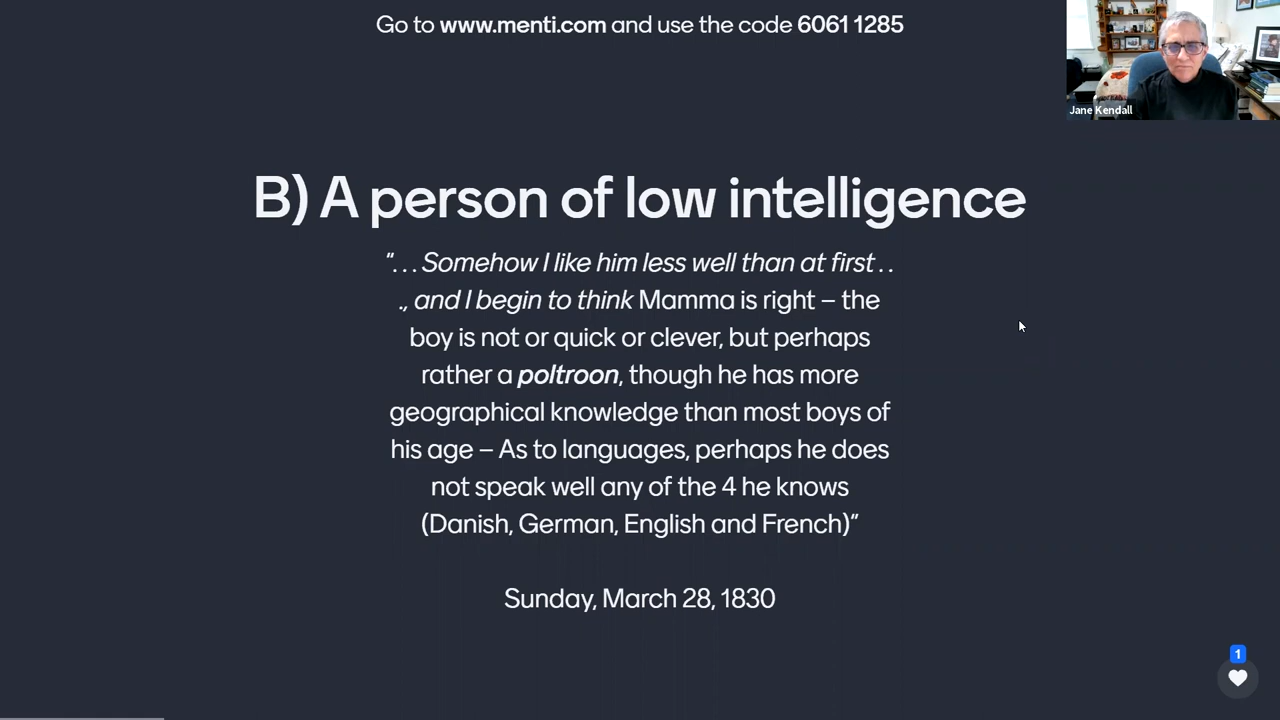 Go to www.menti.com and use the code 6061 1285
Jane Kendall
B) A person of low intelligence
“. . . Somehow I like him less well than at first . .
., and I begin to think Mamma is right – the
boy is not or quick or clever, but perhaps
rather a poltroon, though he has more
geographical knowledge than most boys of
his age – As to languages, perhaps he does
not speak well any of the 4 he knows
(Danish, German, English and French)”
Sunday, March 28, 1830
1